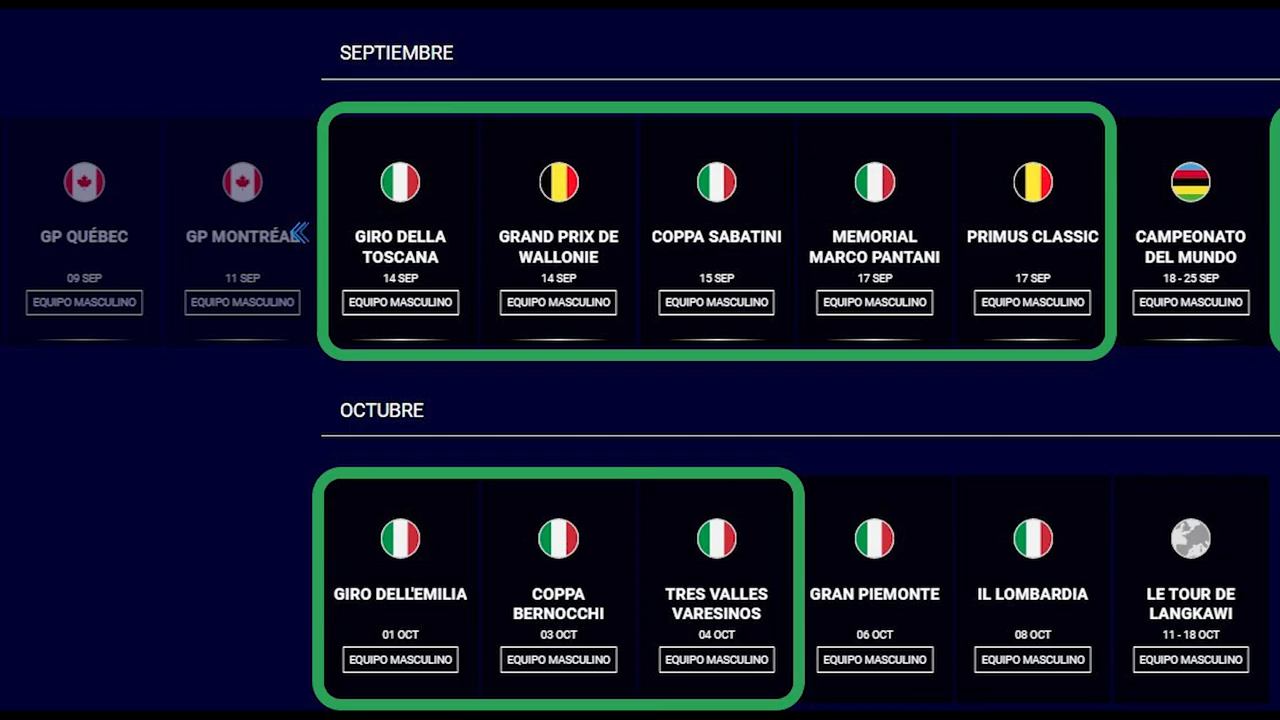 SEPTIEMBRE
GP QUÉBEC
09 SEP
EQUIPO MASCULINO
GP MONTRÉAL
11 SEP
EQUIPO MASCULINO
GIRO DELLA
TOSCANA
14 SEP
EQUIPO MASCULINO
GRAND PRIX DE
WALLONIE
14 SEP
EQUIPO MASCULINO
COPPA SABATINI
15 SEP
EQUIPO MASCULINO
MEMORIAL
MARCO PANTANI
17 SEP
EQUIPO MASCULINO
PRIMUS CLASSIC
17 SEP
EQUIPO MASCULINO
CAMPEONATO
DEL MUNDO
18 - 25 SEP
EQUIPO MASCULINO
OCTUBRE
GIRO DELL'EMILIA
01 OCT
EQUIPO MASCULINO
COPPA
BERNOCCHI
03 OCT
EQUIPO MASCULINO
TRES VALLES
VARESINOS
04 OCT
EQUIPO MASCULINO
GRAN PIEMONTE
06 OCT
EQUIPO MASCULINO
IL LOMBARDIA
08 OCT
EQUIPO MASCULINO
LE TOUR DE
LANGKAWI
11 - 18 OCT
EQUIPO MASCULINO